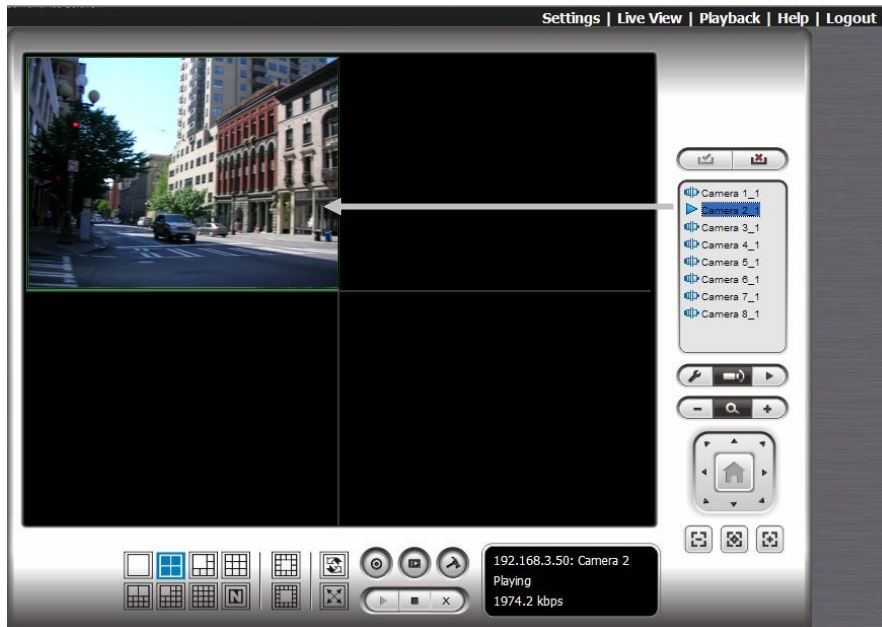 Settings | Live View | Playback | Help | Logout
Camera 1_1
Camera 2_1
Camera 3_1
Camera 4_1
Camera 5_1
Camera 6_1
Camera 7_1
Camera 8_1
N
192.168.3.50: Camera 2
Playing
1974.2 kbps